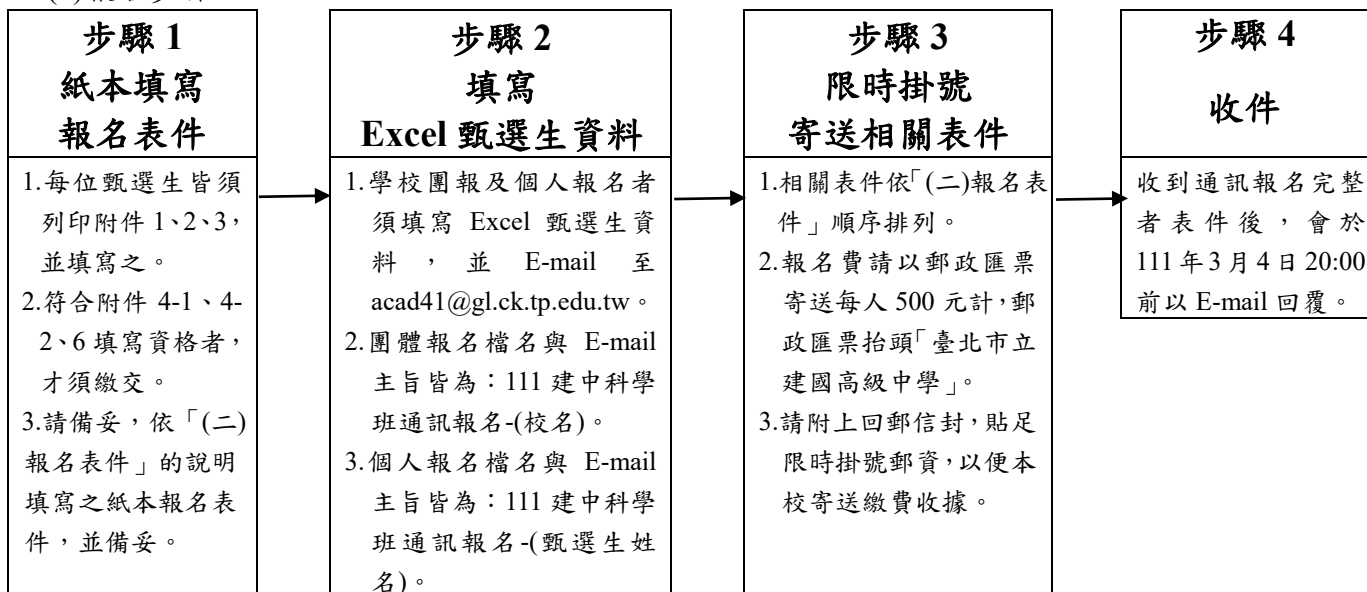 步驟 1
紙本填寫
報名表件
1.每位甄選生皆須
列印附件 1、2、3,
並填寫之。
2.符合附件 4-1、4-
2、6 填寫資格者,
才須繳交。
3.請備妥,依「(二)
報名表件」的說明
填寫之紙本報名表
件,並備妥。
步驟 2
填寫
Excel 甄選生資料
1.學校團報及個人報名者
須填寫 Excel 甄選生資
料,並 E-mail 至
acad41@gl.ck.tp.edu.tw。
2.團體報名檔名與 E-mail
主旨皆為:111 建中科學
班通訊報名-(校名)。
3.個人報名檔名與 E-mail
主旨皆為:111 建中科學
班通訊報名-(甄選生姓
名)。
步驟 3
限時掛號
寄送相關表件
1.相關表件依「(二)報名表
件」順序排列。
2.報名費請以郵政匯票
寄送每人 500 元計,郵
政匯票抬頭「臺北市立
建國高級中學」。
3.請附上回郵信封,貼足
限時掛號郵資,以便本
校寄送繳費收據。
步驟 4
收件
收到通訊報名完整
者表件後,會於
111 年 3 月 4 日 20:00
前以 E-mail 回覆。